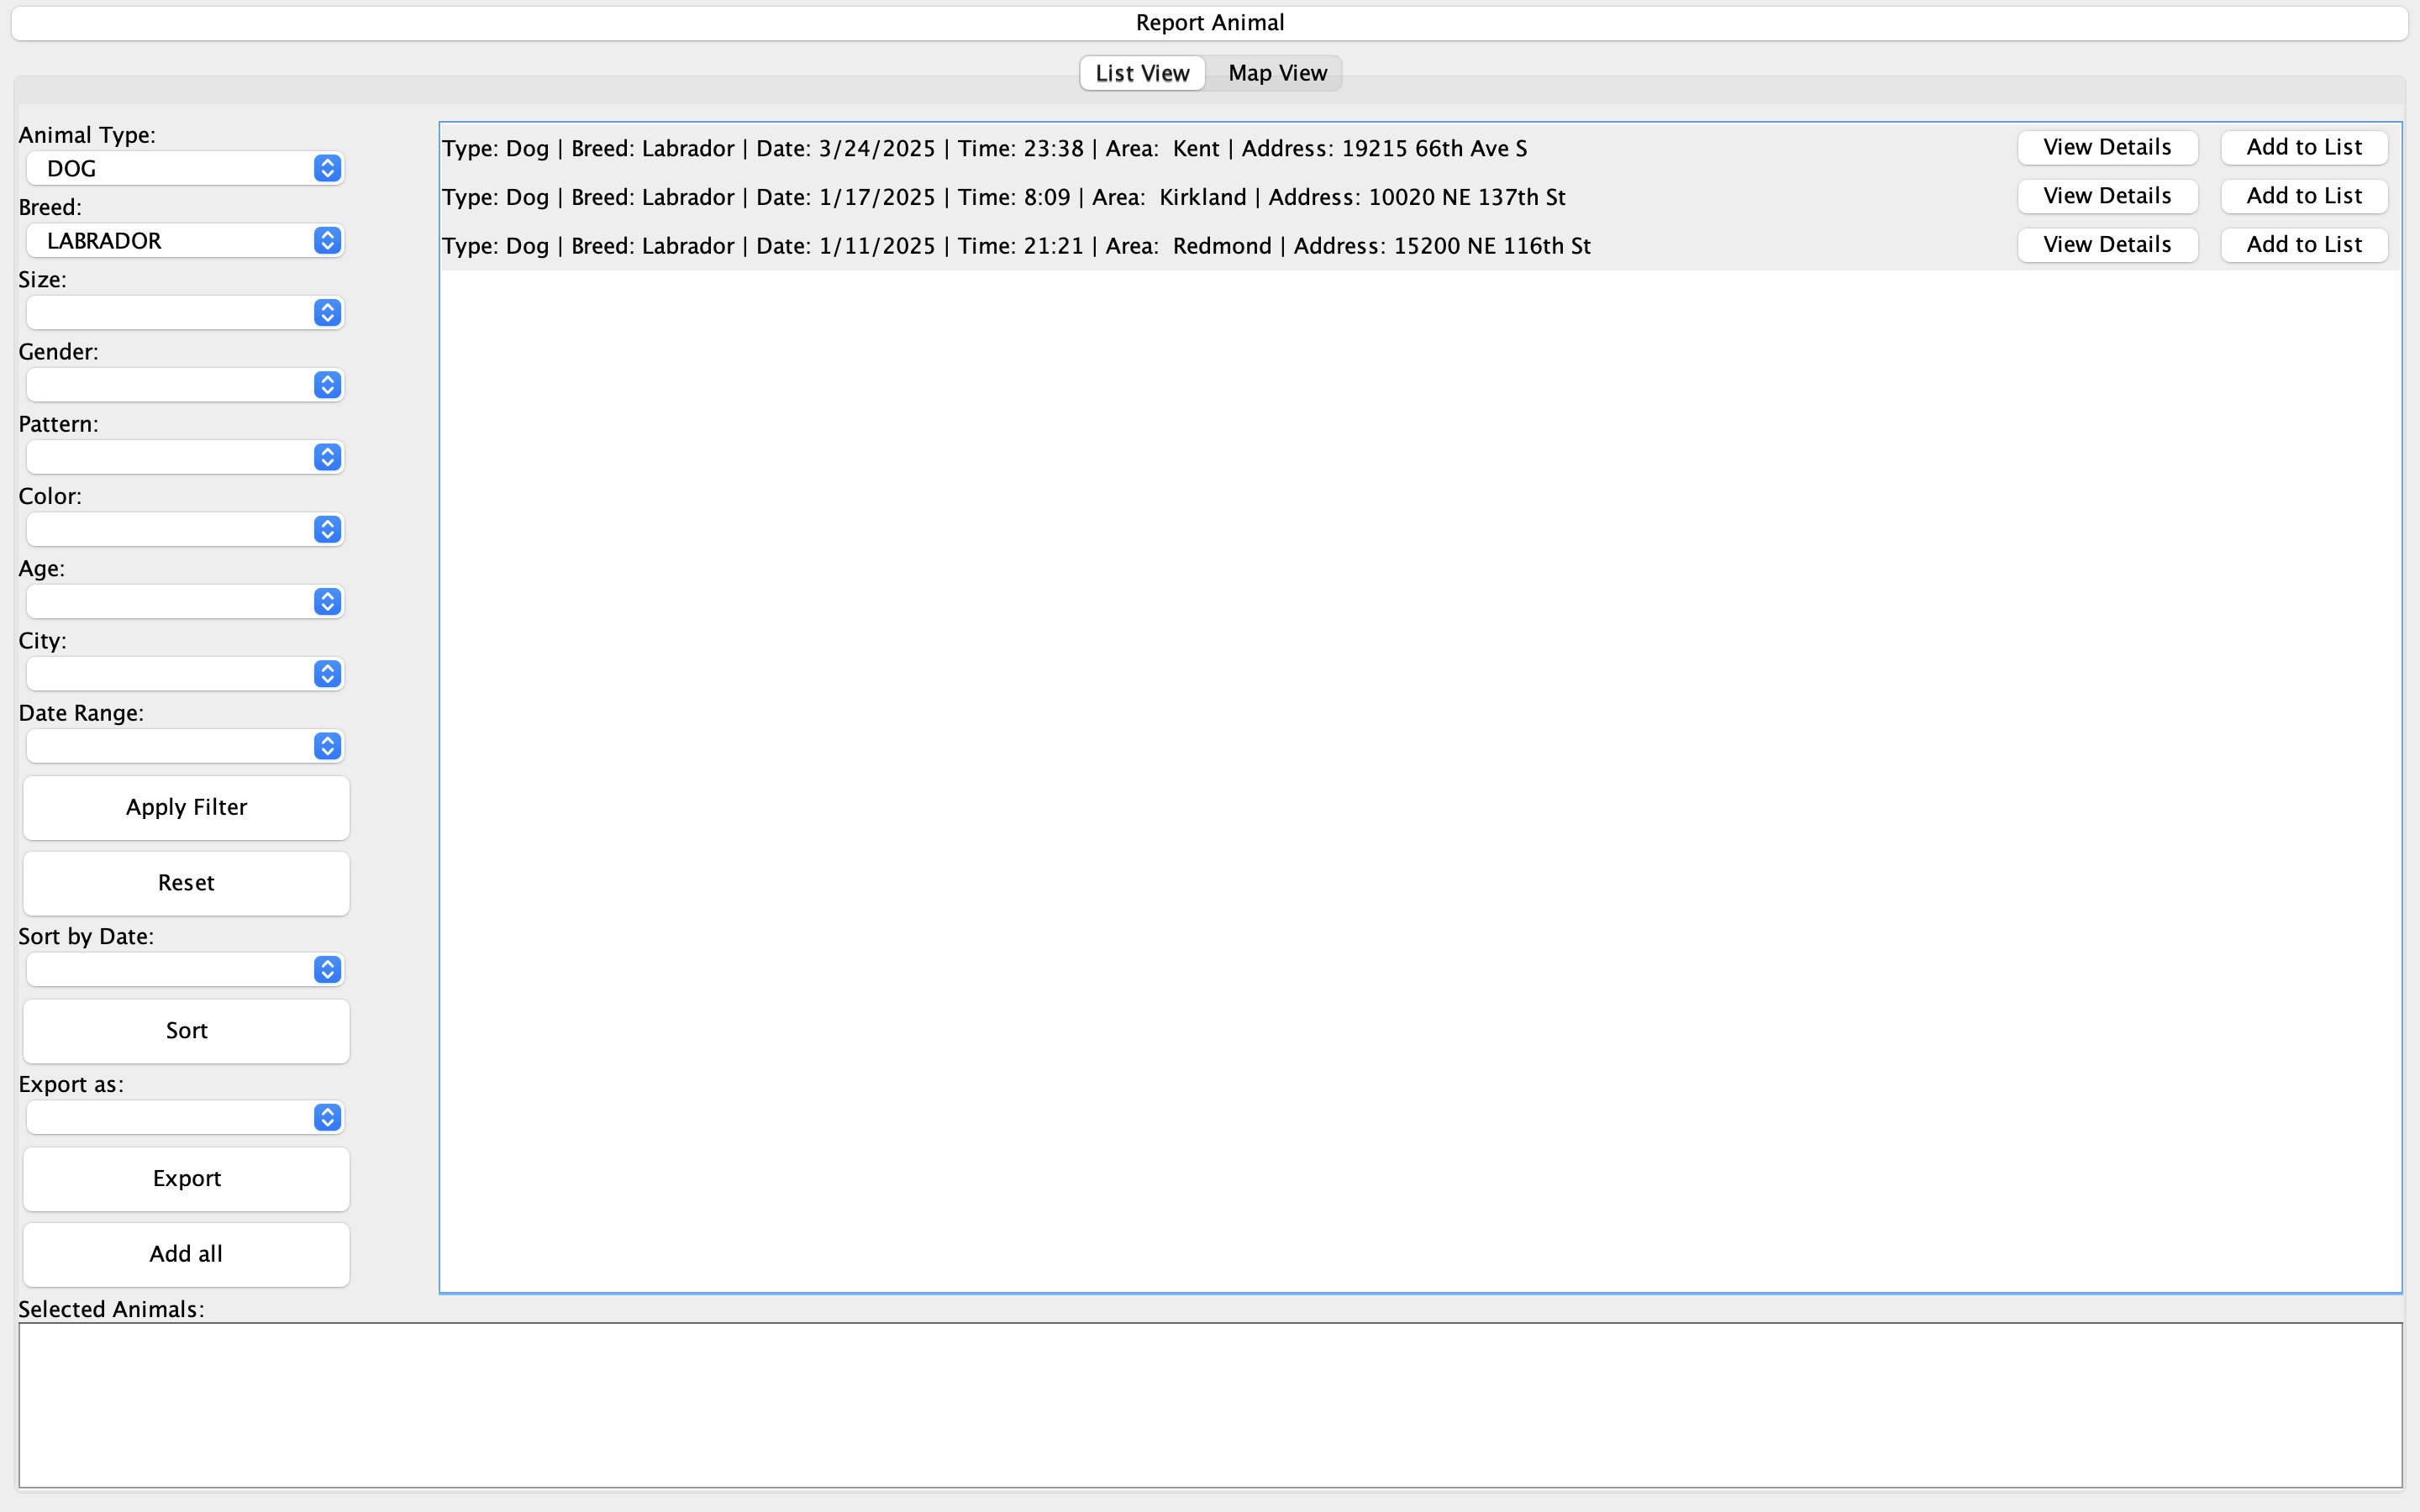 Report Animal
List View Map View
Animal Type:
DOG
Breed:
LABRADOR
Size:
Gender:
Pattern:
Color:
Age:
City:
Date Range:
Apply Filter
Reset
Sort by Date:
Sort
Export as:
Export
Add all
Type: Dog | Breed: Labrador | Date: 3/24/2025 | Time: 23:38 | Area:  Kent | Address: 19215 66th Ave S View Details Add to List
Type: Dog | Breed: Labrador | Date: 1/17/2025 | Time: 8:09 | Area:  Kirkland | Address: 10020 NE 137th St View Details Add to List
Type: Dog | Breed: Labrador | Date: 1/11/2025 | Time: 21:21 | Area:  Redmond | Address: 15200 NE 116th St View Details Add to List
Selected Animals: